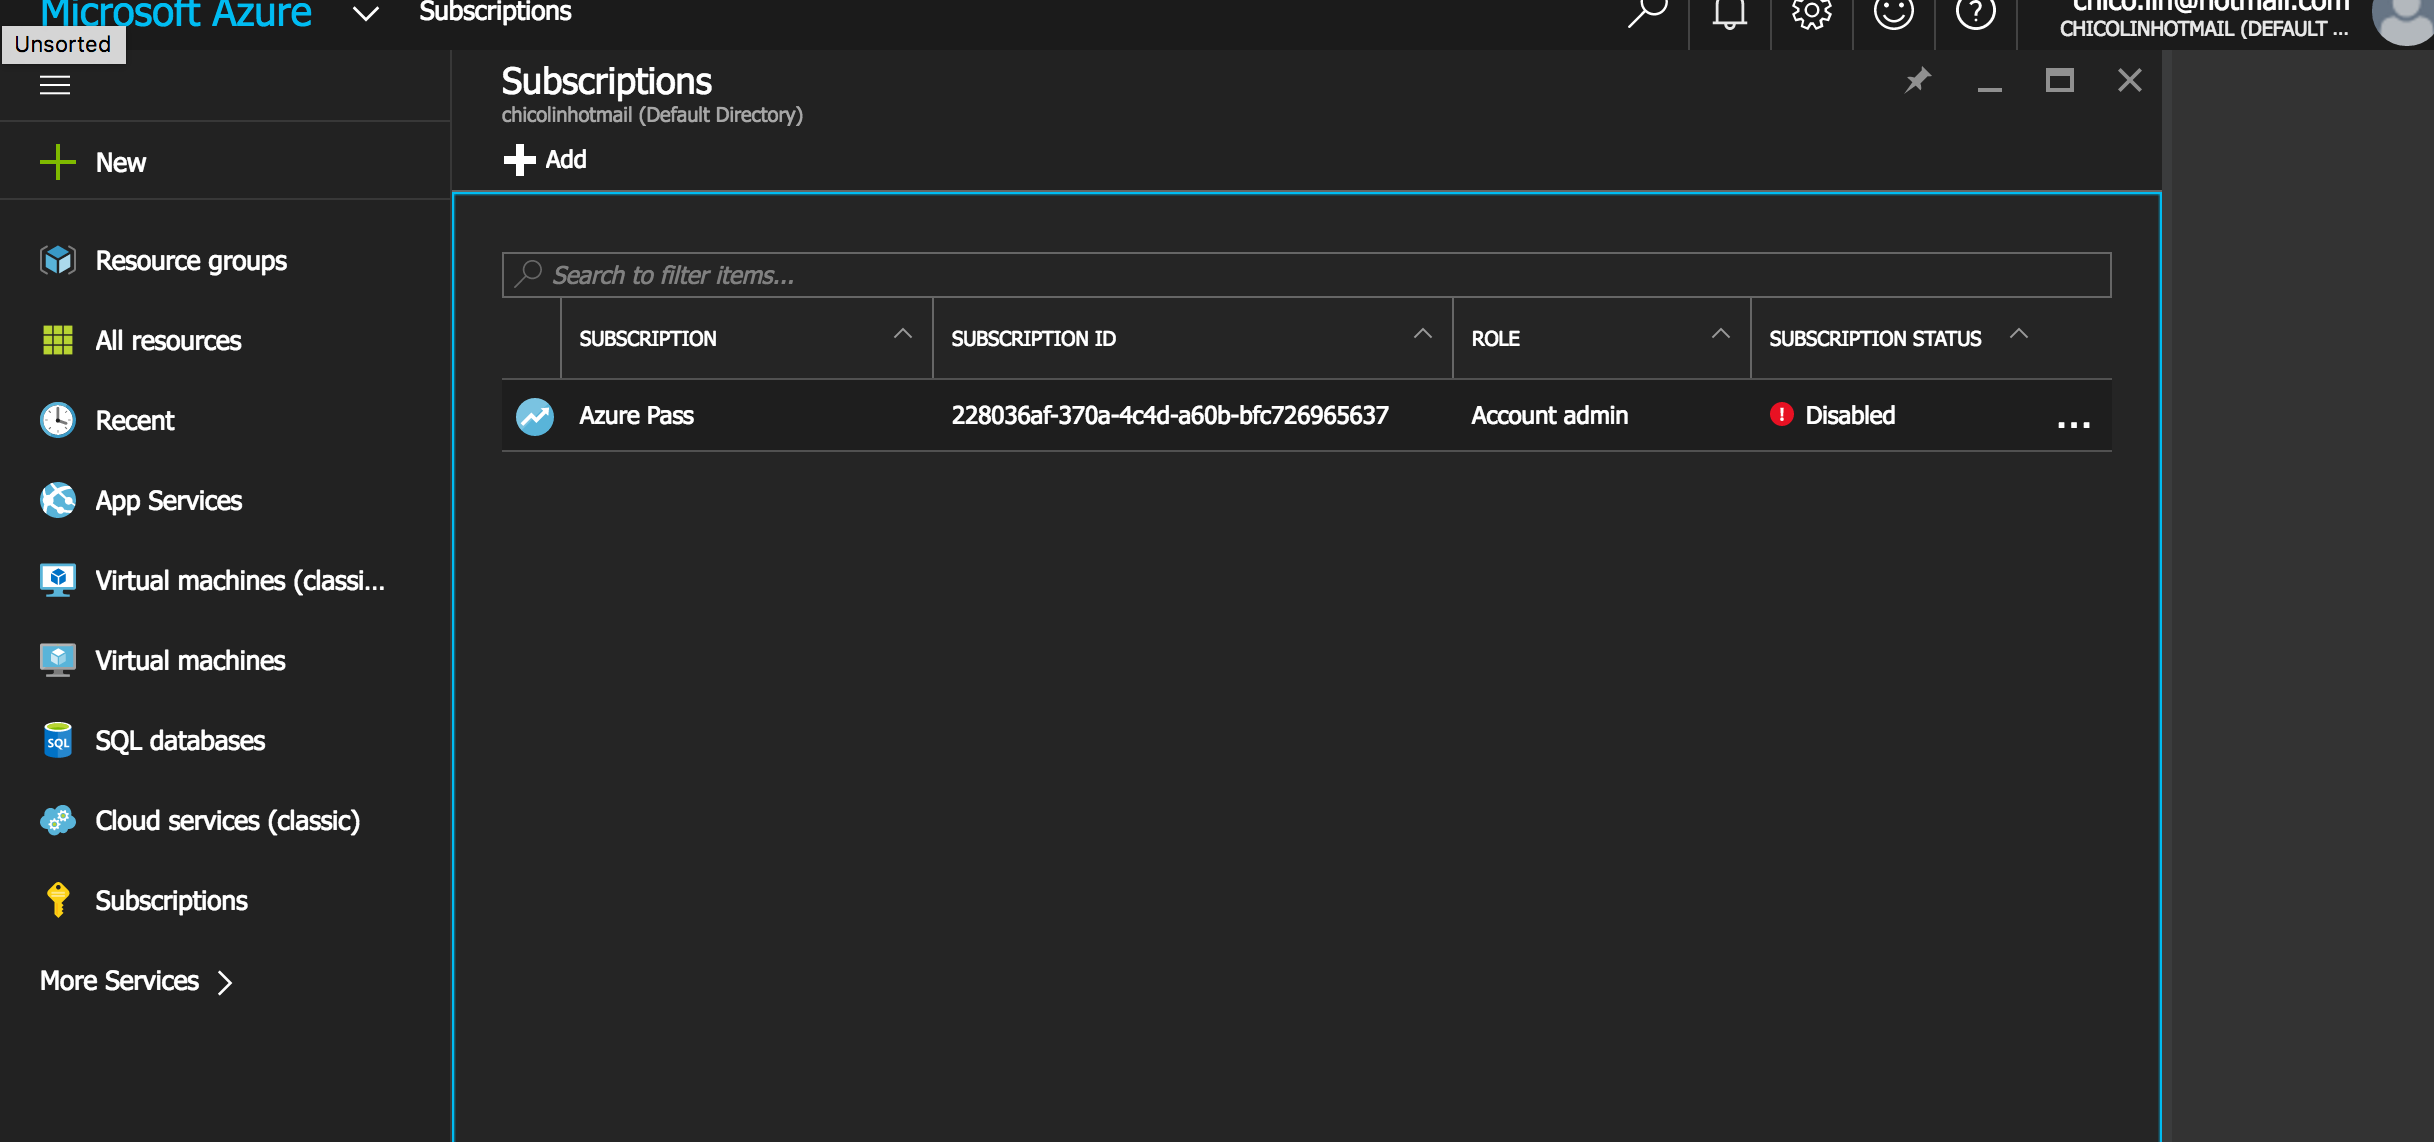 Microsoft Azure
Subscriptions
chico.lin@hotmail.com
CHICOLINHOTMAIL (DEFAULT ...
Unsorted
New
Resource groups
All resources
Recent
App Services
Virtual machines (classi...
Virtual machines
SQL
SQL databases
Cloud services (classic)
Subscriptions
More Services
Subscriptions
chicolinhotmail (Default Directory)
Add
Search to filter items...
SUBSCRIPTION SUBSCRIPTION ID ROLE SUBSCRIPTION STATUS
Azure Pass 228036af-370a-4c4d-a60b-bfc726965637 Account admin Disabled ...